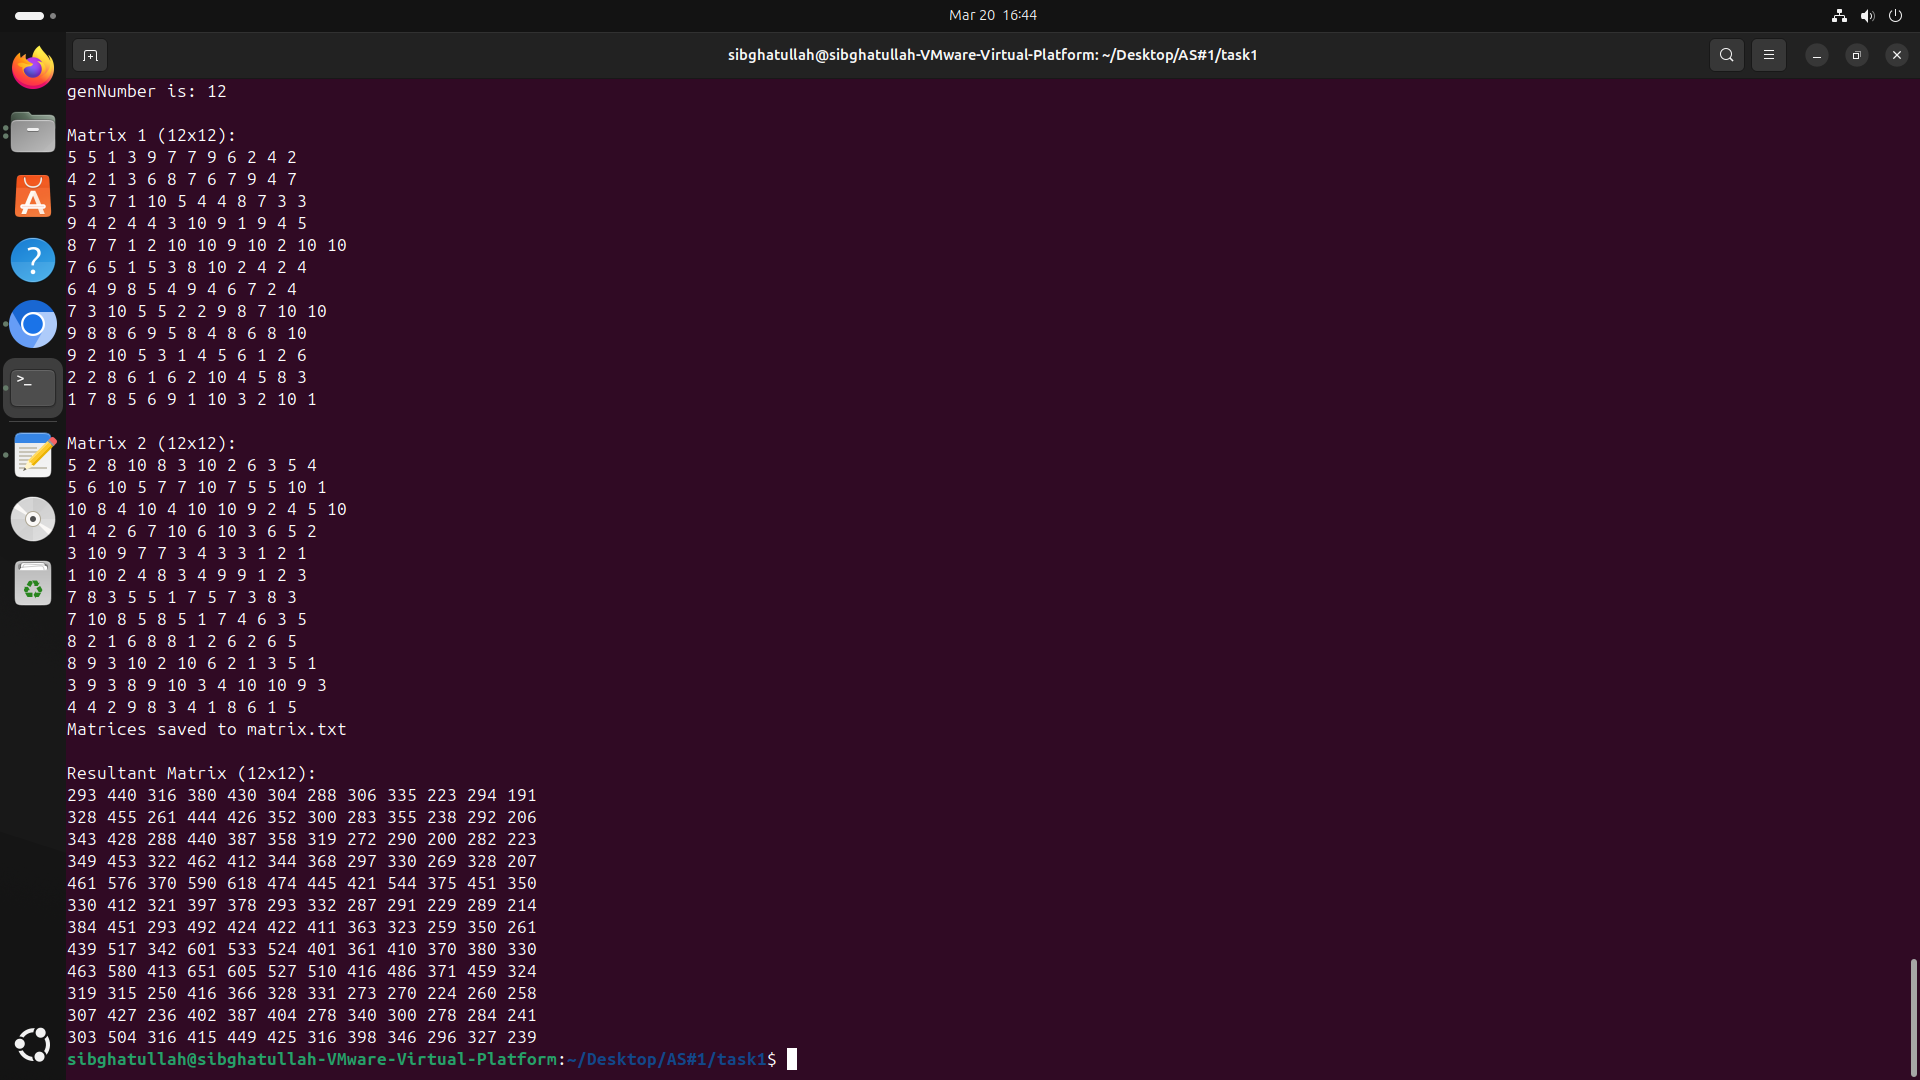 Mar 20 16:44
sibghatullah@sibghatullah-VMware-Virtual-Platform: ~/Desktop/AS#1/task1
genNumber is: 12
Matrix 1 (12x12):
5 5 1 3 9 7 7 9 6 2 4 2
4 2 1 3 6 8 7 6 7 9 4 7
5 3 7 1 10 5 4 4 8 7 3 3
9 4 2 4 4 3 10 9 1 9 4 5
8 7 7 1 2 10 10 9 10 2 10 10
7 6 5 1 5 3 8 10 2 4 2 4
6 4 9 8 5 4 9 4 6 7 2 4
7 3 10 5 5 2 2 9 8 7 10 10
9 8 8 6 9 5 8 4 8 6 8 10
9 2 10 5 3 1 4 5 6 1 2 6
2 2 8 6 1 6 2 10 4 5 8 3
1 7 8 5 6 9 1 10 3 2 10 1
Matrix 2 (12x12):
5 2 8 10 8 3 10 2 6 3 5 4
5 6 10 5 7 7 10 7 5 5 10 1
10 8 4 10 4 10 10 9 2 4 5 10
1 4 2 6 7 10 6 10 3 6 5 2
3 10 9 7 7 3 4 3 3 1 2 1
1 10 2 4 8 3 4 9 9 1 2 3
7 8 3 5 5 1 7 5 7 3 8 3
7 10 8 5 8 5 1 7 4 6 3 5
8 2 1 6 8 8 1 2 6 2 6 5
8 9 3 10 2 10 6 2 1 3 5 1
3 9 3 8 9 10 3 4 10 10 9 3
4 4 2 9 8 3 4 1 8 6 1 5
Matrices saved to matrix.txt
Resultant Matrix (12x12):
293 440 316 380 430 304 288 306 335 223 294 191
328 455 261 444 426 352 300 283 355 238 292 206
343 428 288 440 387 358 319 272 290 200 282 223
349 453 322 462 412 344 368 297 330 269 328 207
461 576 370 590 618 474 445 421 544 375 451 350
330 412 321 397 378 293 332 287 291 229 289 214
384 451 293 492 424 422 411 363 323 259 350 261
439 517 342 601 533 524 401 361 410 370 380 330
463 580 413 651 605 527 510 416 486 371 459 324
319 315 250 416 366 328 331 273 270 224 260 258
307 427 236 402 387 404 278 340 300 278 284 241
303 504 316 415 449 425 316 398 346 296 327 239
sibghatullah@sibghatullah-VMware-Virtual-Platform:~/Desktop/AS#1/task1$